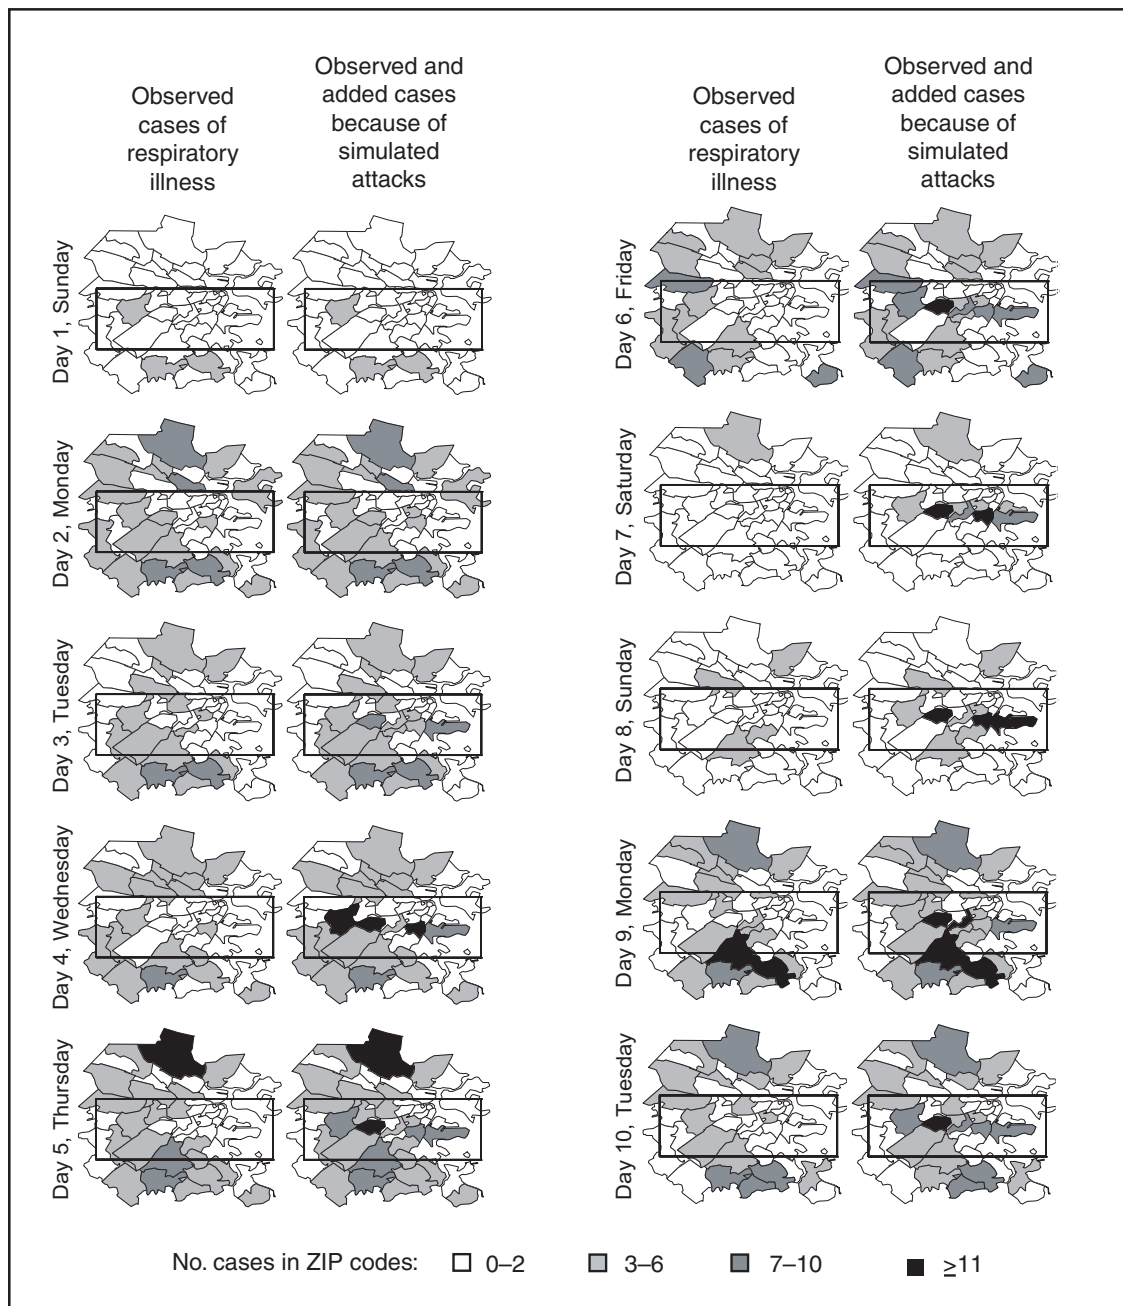 Observed
cases of
respiratory
illness
Observed and
added cases
because of
simulated
attacks
Observed
cases of
respiratory
illness
Observed and
added cases
because of
simulated
attacks
Day 1, Sunday
Day 2, Monday
Day 3, Tuesday
Day 4, Wednesday
Day 5, Thursday
Day 6, Friday
Day 7, Saturday
Day 8, Sunday
Day 9, Monday
Day 10, Tuesday
No. cases in ZIP codes: 0–2 3–6 7–10 ≥11